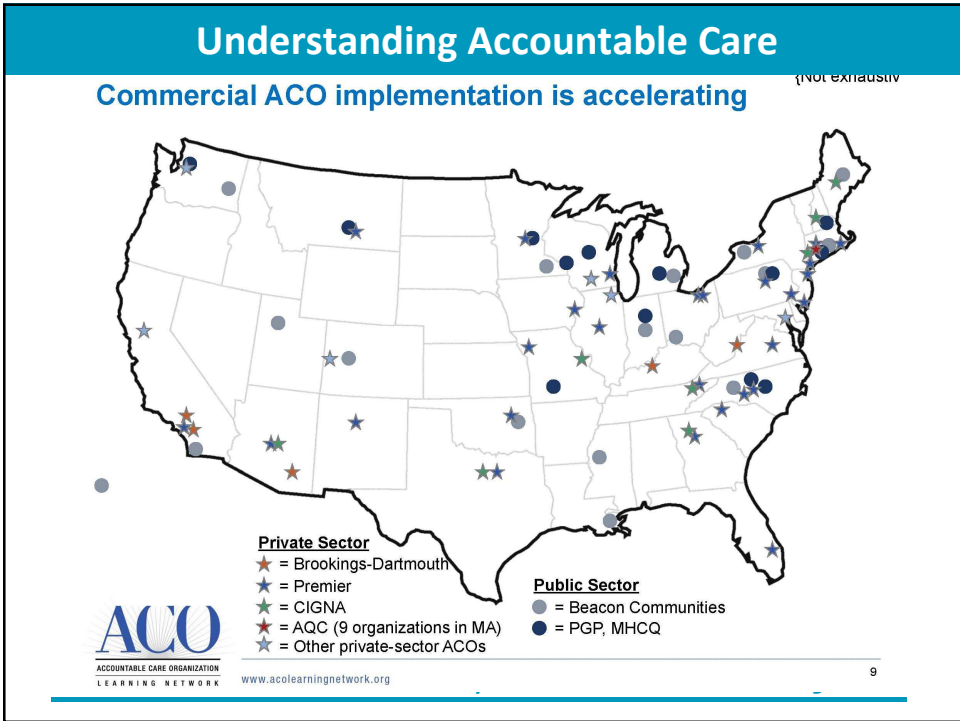 Understanding Accountable Care
{Not exhaustiv
Commercial ACO implementation is accelerating
Private Sector
= Brookings-Dartmouth
= Premier
= CIGNA
= AQC (9 organizations in MA)
= Other private-sector ACOs
Public Sector
= Beacon Communities
= PGP, MHCQ
ACO
ACCOUNTABLE CARE ORGANIZATION
LEARNING NETWORK
www.acolearningnetwork.org
9